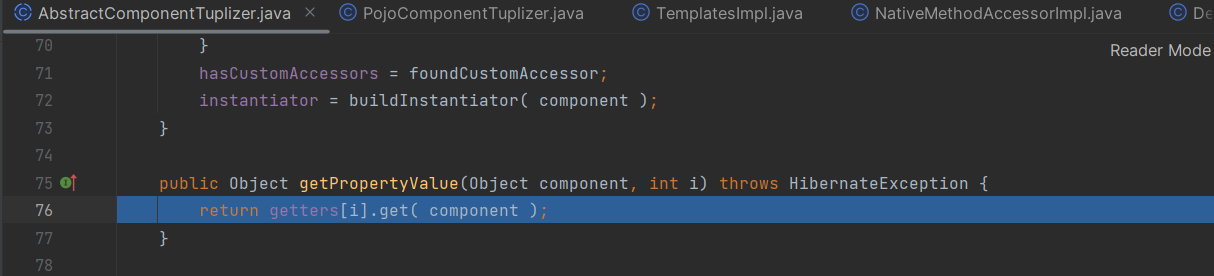 AbstractComponentTuplizer.java PojoComponentTuplizer.java TemplatesImpl.java NativeMethodAccessorImpl.java De
Reader Mode
70 }
71 hasCustomAccessors = foundCustomAccessor;
72 instantiator = buildInstantiator( component );
73 }
74
75 public Object getPropertyValue(Object component, int i) throws HibernateException {
76 return getters[i].get( component );
77 }
78